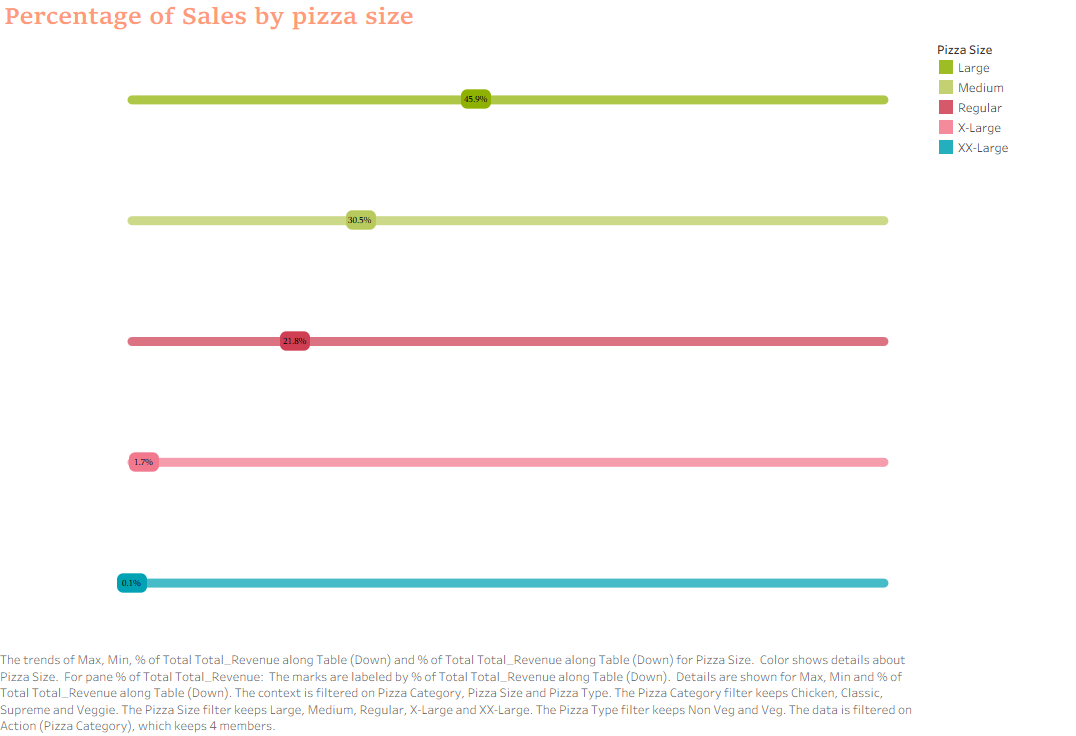 Percentage of Sales by pizza size
Pizza Size
Large
Medium
Regular
X-Large
XX-Large
45.9%
30.5%
21.8%
1.7%
0.1%
The trends of Max, Min, % of Total Total_Revenue along Table (Down) and % of Total Total_Revenue along Table (Down) for Pizza Size.  Color shows details about
Pizza Size.  For pane % of Total Total_Revenue:  The marks are labeled by % of Total Total_Revenue along Table (Down).  Details are shown for Max, Min and % of
Total Total_Revenue along Table (Down). The context is filtered on Pizza Category, Pizza Size and Pizza Type. The Pizza Category filter keeps Chicken, Classic,
Supreme and Veggie. The Pizza Size filter keeps Large, Medium, Regular, X-Large and XX-Large. The Pizza Type filter keeps Non Veg and Veg. The data is filtered on
Action (Pizza Category), which keeps 4 members.